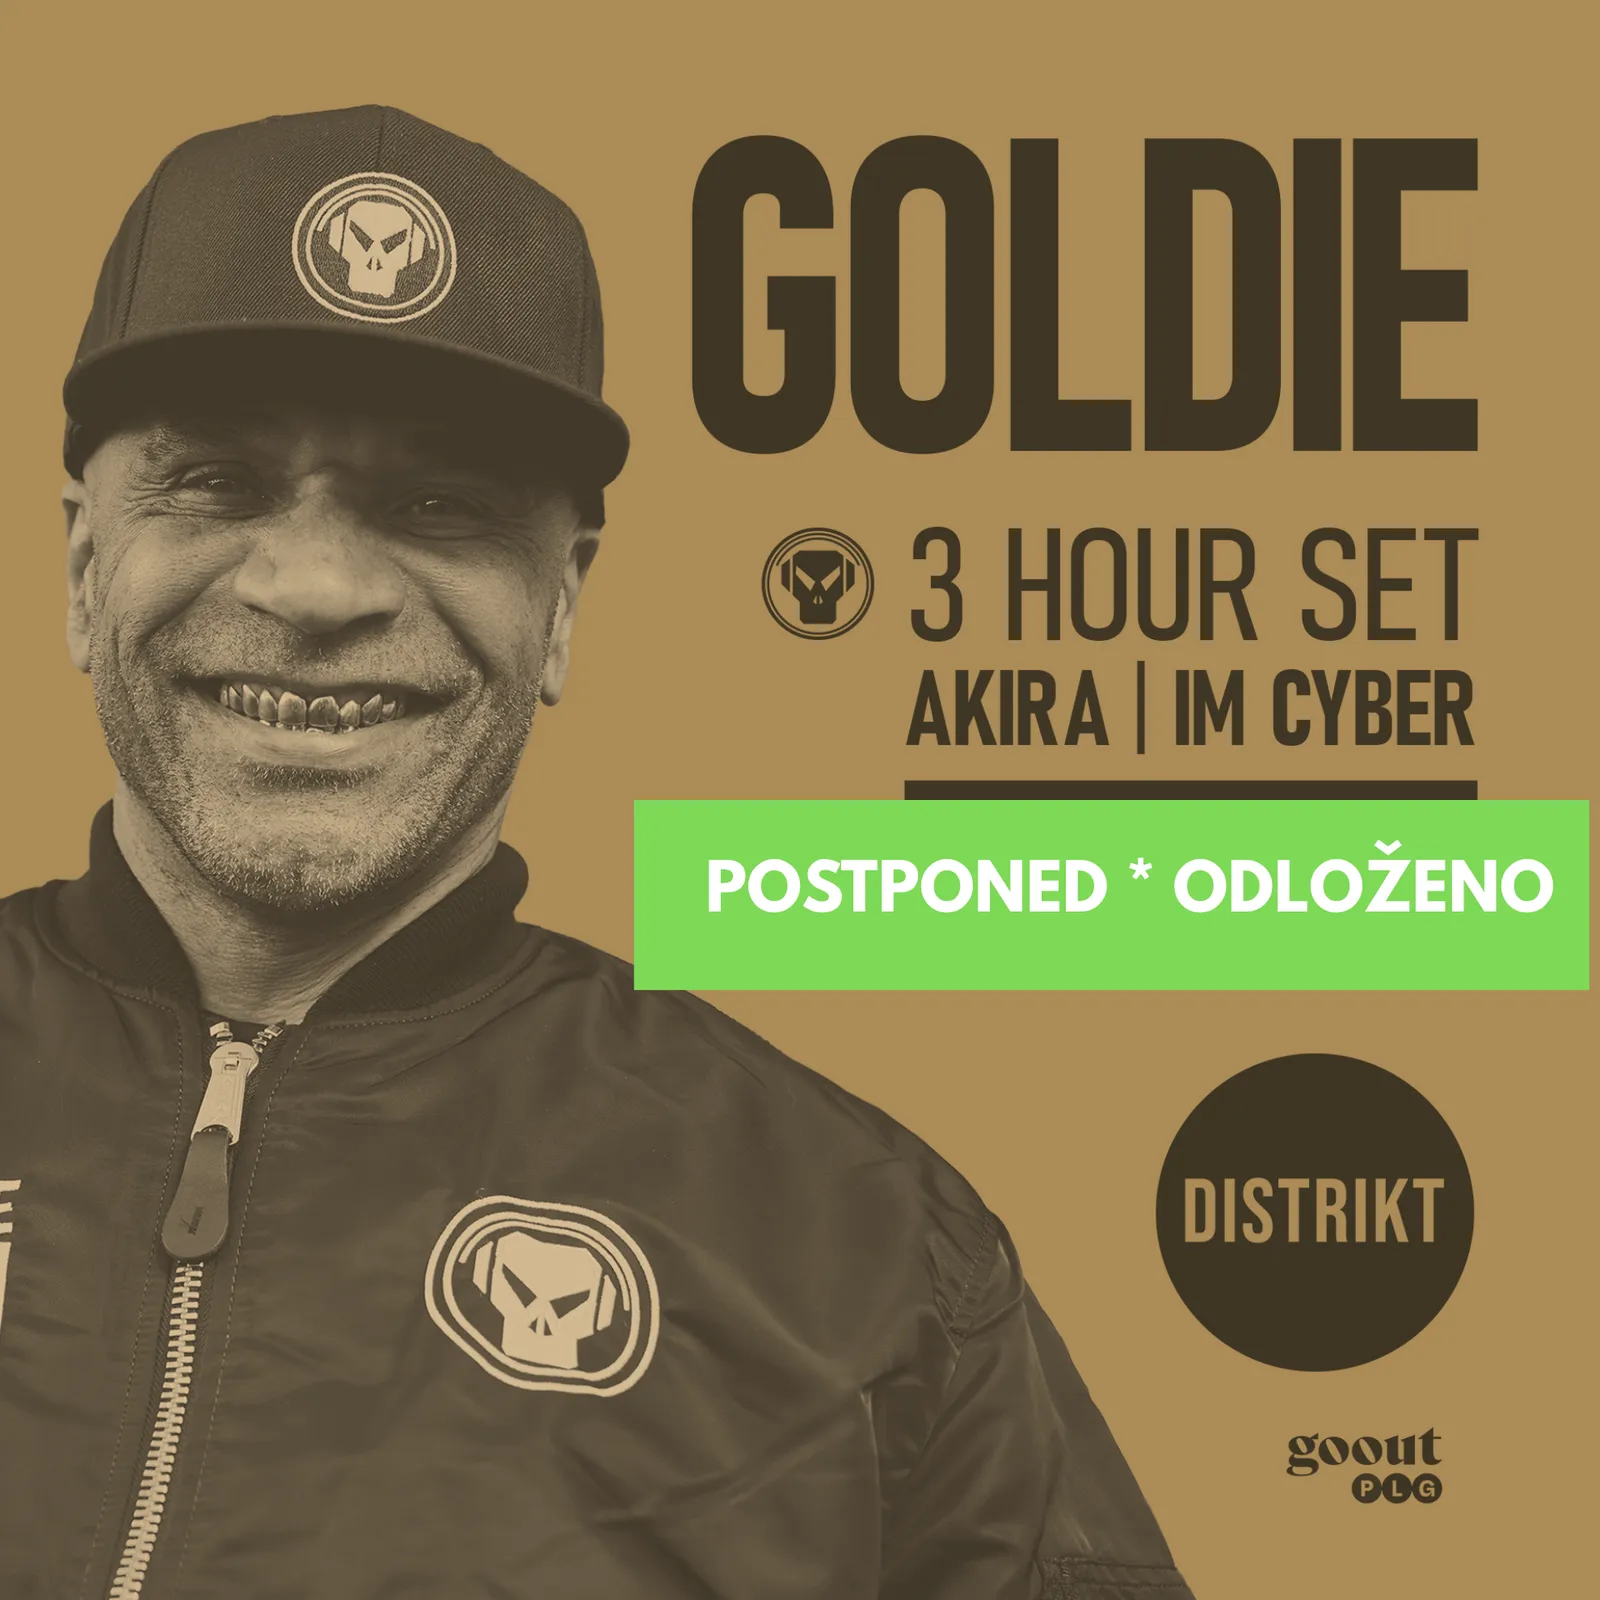 GOLDIE
3 HOUR SET
AKIRA | IM CYBER
POSTPONED * ODLOŽENO
DISTRIKT
goout
PLG